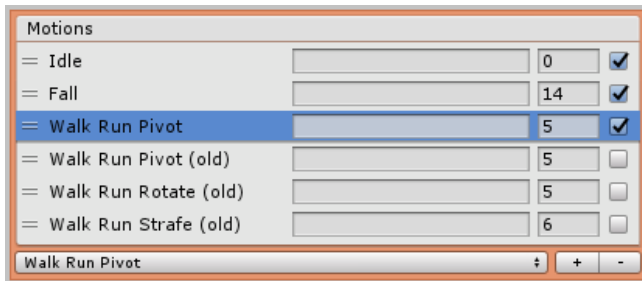 Motions
Idle 0
Fall 14
Walk Run Pivot 5
Walk Run Pivot (old) 5
Walk Run Rotate (old) 5
Walk Run Strafe (old) 6
Walk Run Pivot + -